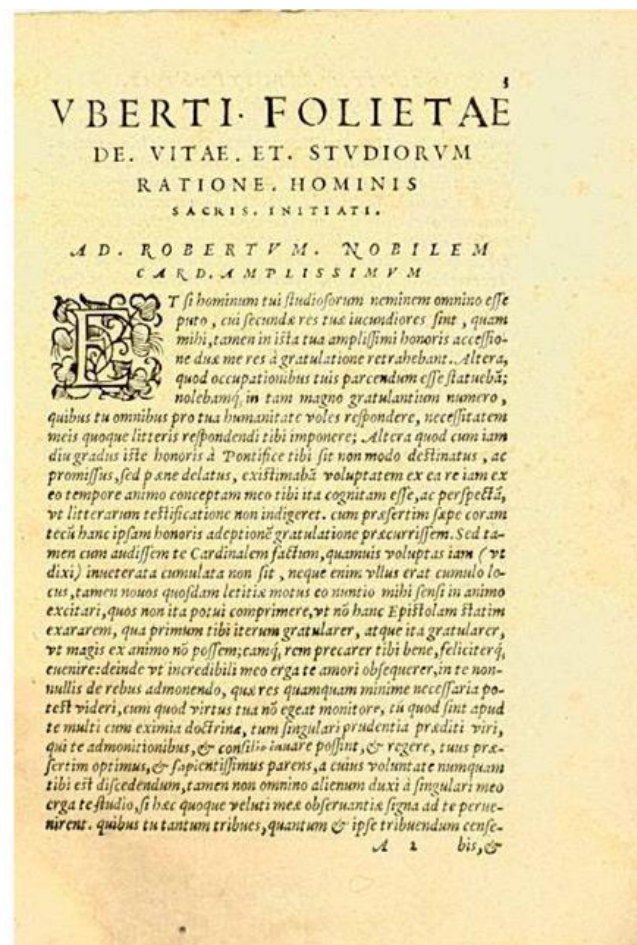 3
VBERTI. FOLIETAE
DE. VITAE. ET. STVDIORVM
RATIONE. HOMINIS
SACRIS. INITIATI.
AD. ROBERTVM. NOBILEM
CARD. AMPLISSIMVM
ET ſi hominum tui ſtudioſorum neminem omnino eſſe
puto, cui ſecundæ res tuæ iucundiores ſint, quam
mihi, tamen in iſta tua ampliſſimi honoris acceſſio-
ne duæ me res à gratulatione retrahebant. Altera,
quod occupationibus tuis parcendum eſſe ſtatuebā;
nolebamq́, in tam magno gratulantium numero,
quibus tu omnibus pro tua humanitate voles reſpondere, neceſſitatem
meis quoque litteris reſpondendi tibi imponere; Altera quod cum iam
diu gradus iſte honoris à Pontifice tibi ſit non modo deſtinatus, ac
promiſſus, ſed pæne delatus, exiſtimabā voluptatem ex ea re iam ex
eo tempore animo conceptam meo tibi ita cognitam eſſe, ac perſpectā,
vt litterarum teſtificatione non indigeret. cum præſertim ſæpe coram
tecū hanc ipſam honoris adeptionē gratulatione præcurriſſem. Sed ta-
men cum audiſſem te Cardinalem factum, quamuis voluptas iam (vt
dixi) inueterata cumulata non ſit, neque enim vllus erat cumulo lo-
cus, tamen nouos quoſdam letitiæ motus eo nuntio mihi ſenſi in animo
excitari, quos non ita potui comprimere, vt nō hanc Epiſtolam ſtatim
exararem, qua primum tibi iterum gratularer, atque ita gratularer,
vt magis ex animo nō poſſem; eamq́, rem precarer tibi bene, feliciterq́,
euenire: deinde vt incredibili meo erga te amori obſequerer, in te non-
nullis de rebus admonendo, quæ res quamquam minime neceſſaria po-
teſt videri, cum quod virtus tua nō egeat monitore, tū quod ſint apud
te multi cum eximia doctrina, tum ſingulari prudentia præditi viri,
qui te admonitionibus, & conſilio iuuare poſſint, & regere, tuus præ-
ſertim optimus, & ſapientiſſimus parens, a cuius voluntate numquam
tibi eſt diſcedendum, tamen non omnino alienum duxi à ſingulari meo
erga te ſtudio, ſi hæc quoque veluti meæ obſeruantiæ ſigna ad te perue-
nirent. quibus tu tantum tribues, quantum & ipſe tribuendum cenſe-
A 2 bis, &